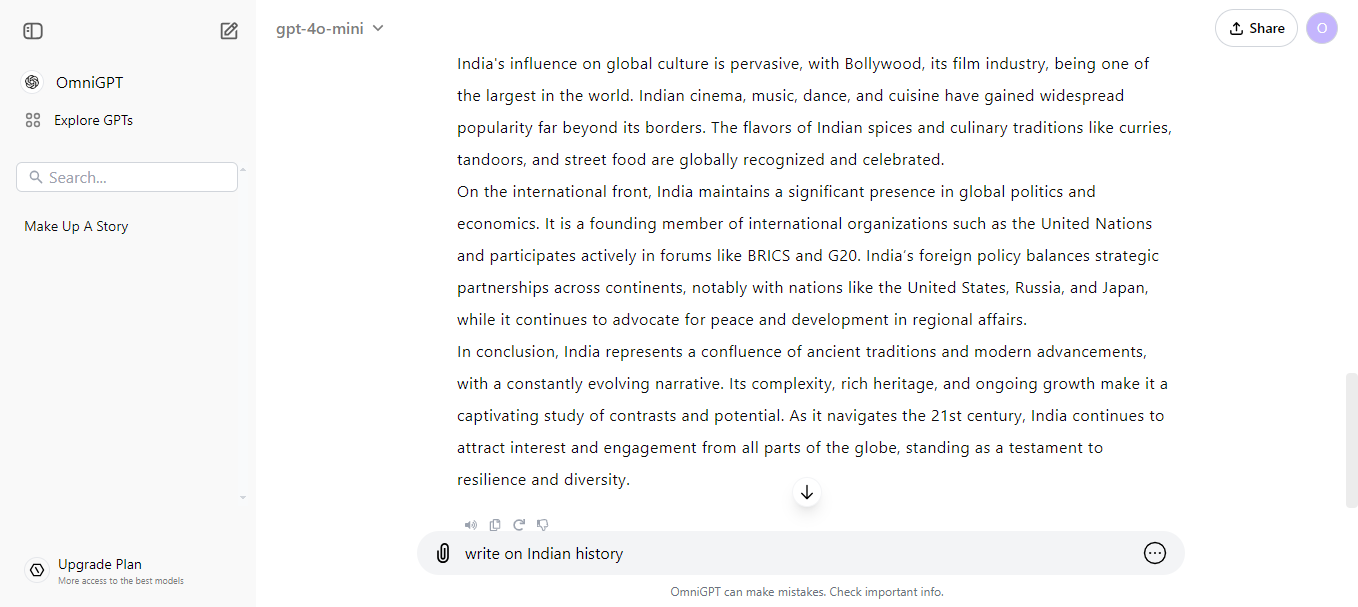 gpt-4o-mini
Share
O
OmniGPT
Explore GPTs
Search...
Make Up A Story
India's influence on global culture is pervasive, with Bollywood, its film industry, being one of
the largest in the world. Indian cinema, music, dance, and cuisine have gained widespread
popularity far beyond its borders. The flavors of Indian spices and culinary traditions like curries,
tandoors, and street food are globally recognized and celebrated.
On the international front, India maintains a significant presence in global politics and
economics. It is a founding member of international organizations such as the United Nations
and participates actively in forums like BRICS and G20. India's foreign policy balances strategic
partnerships across continents, notably with nations like the United States, Russia, and Japan,
while it continues to advocate for peace and development in regional affairs.
In conclusion, India represents a confluence of ancient traditions and modern advancements,
with a constantly evolving narrative. Its complexity, rich heritage, and ongoing growth make it a
captivating study of contrasts and potential. As it navigates the 21st century, India continues to
attract interest and engagement from all parts of the globe, standing as a testament to
resilience and diversity.
write on Indian history
Upgrade Plan
More access to the best models
OmniGPT can make mistakes. Check important info.